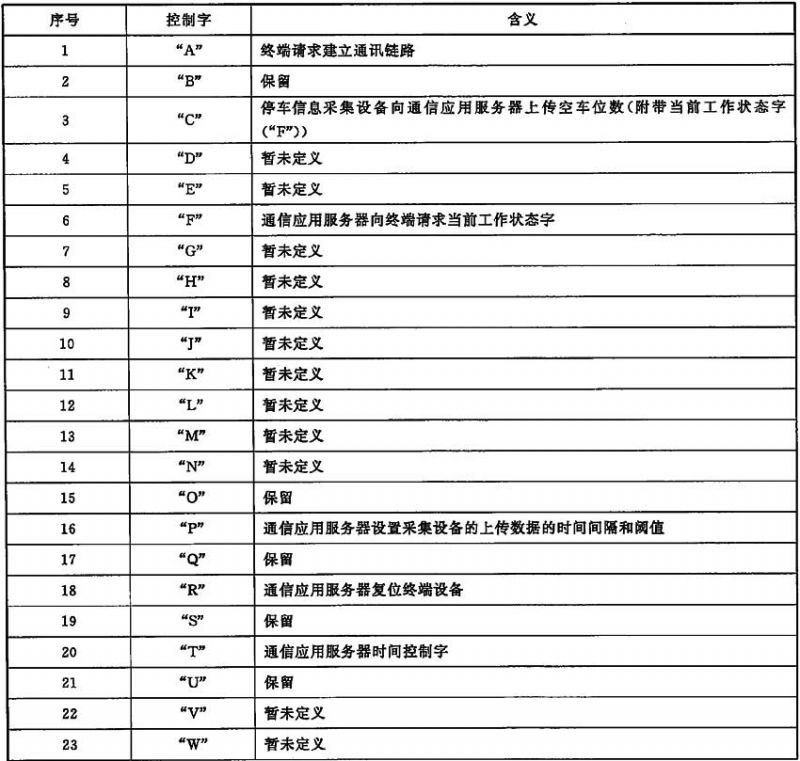 序号 控制字 含义
1 “A” 终端请求建立通讯链路
2 “B” 保留
3 “C” 停车信息采集设备向通信应用服务器上传空车位数(附带当前工作状态字
(“F”))
4 “D” 暂未定义
5 “E” 暂未定义
6 “F” 通信应用服务器向终端请求当前工作状态字
7 “G” 暂未定义
8 “H” 暂未定义
9 “I” 暂未定义
10 “J” 暂未定义
11 “K” 暂未定义
12 “L” 暂未定义
13 “M” 暂未定义
14 “N” 暂未定义
15 “O” 保留
16 “P” 通信应用服务器设置采集设备的上传数据的时间间隔和阈值
17 “Q” 保留
18 “R” 通信应用服务器复位终端设备
19 “S” 保留
20 “T” 通信应用服务器时间控制字
21 “U” 保留
22 “V” 暂未定义
23 “W” 暂未定义